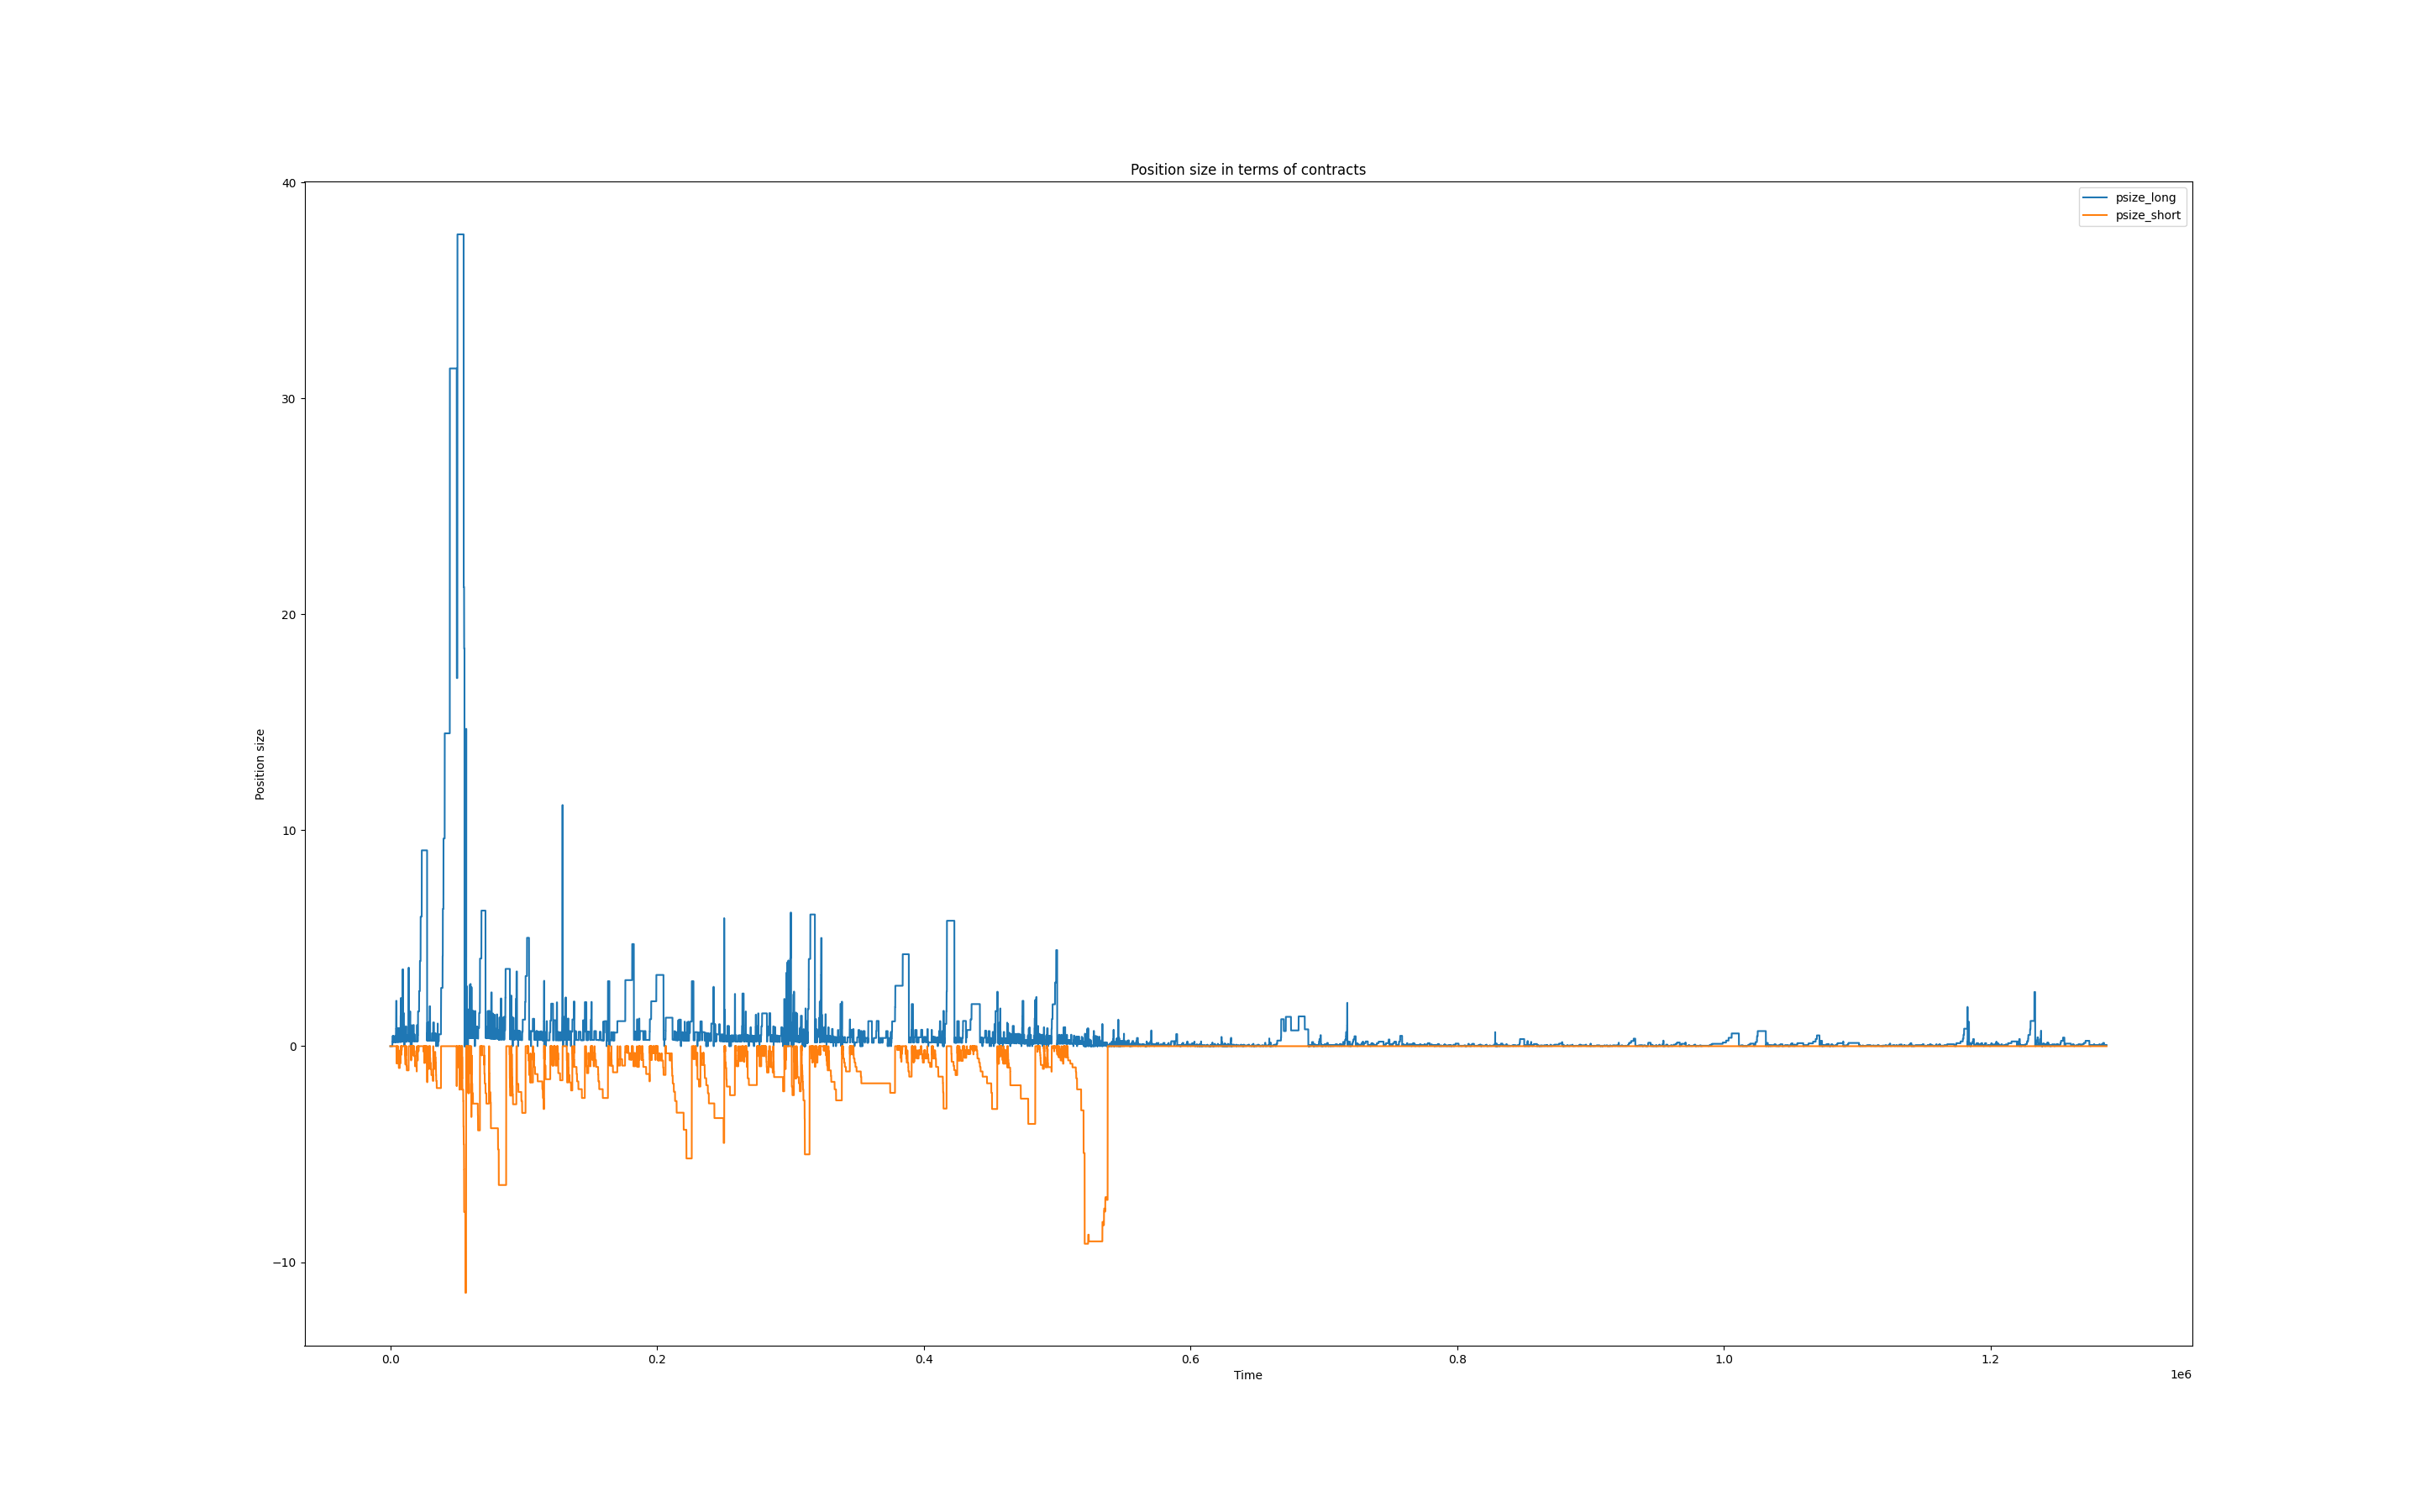 Position size in terms of contracts
psize_long
psize_short
40
30
20
10
0
−10
Position size
0.0 0.2 0.4 0.6 0.8 1.0 1.2
1e6
Time